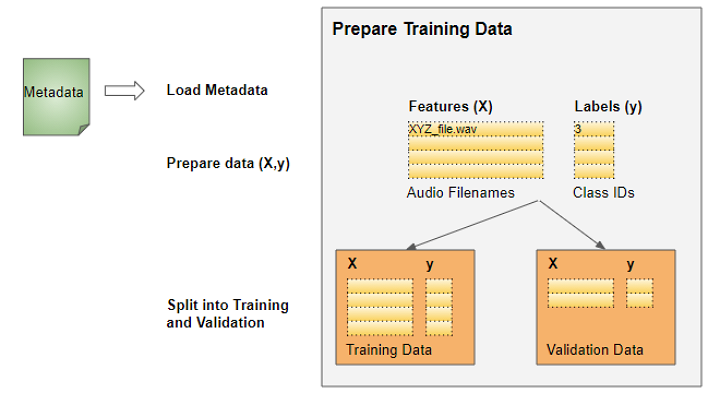 Prepare Training Data
Metadata
Load Metadata
Features (X)
Labels (y)
XYZ_file.wav
3
Prepare data (X,y)
Audio Filenames
Class IDs
X
y
X
y
Split into Training
and Validation
Training Data
Validation Data